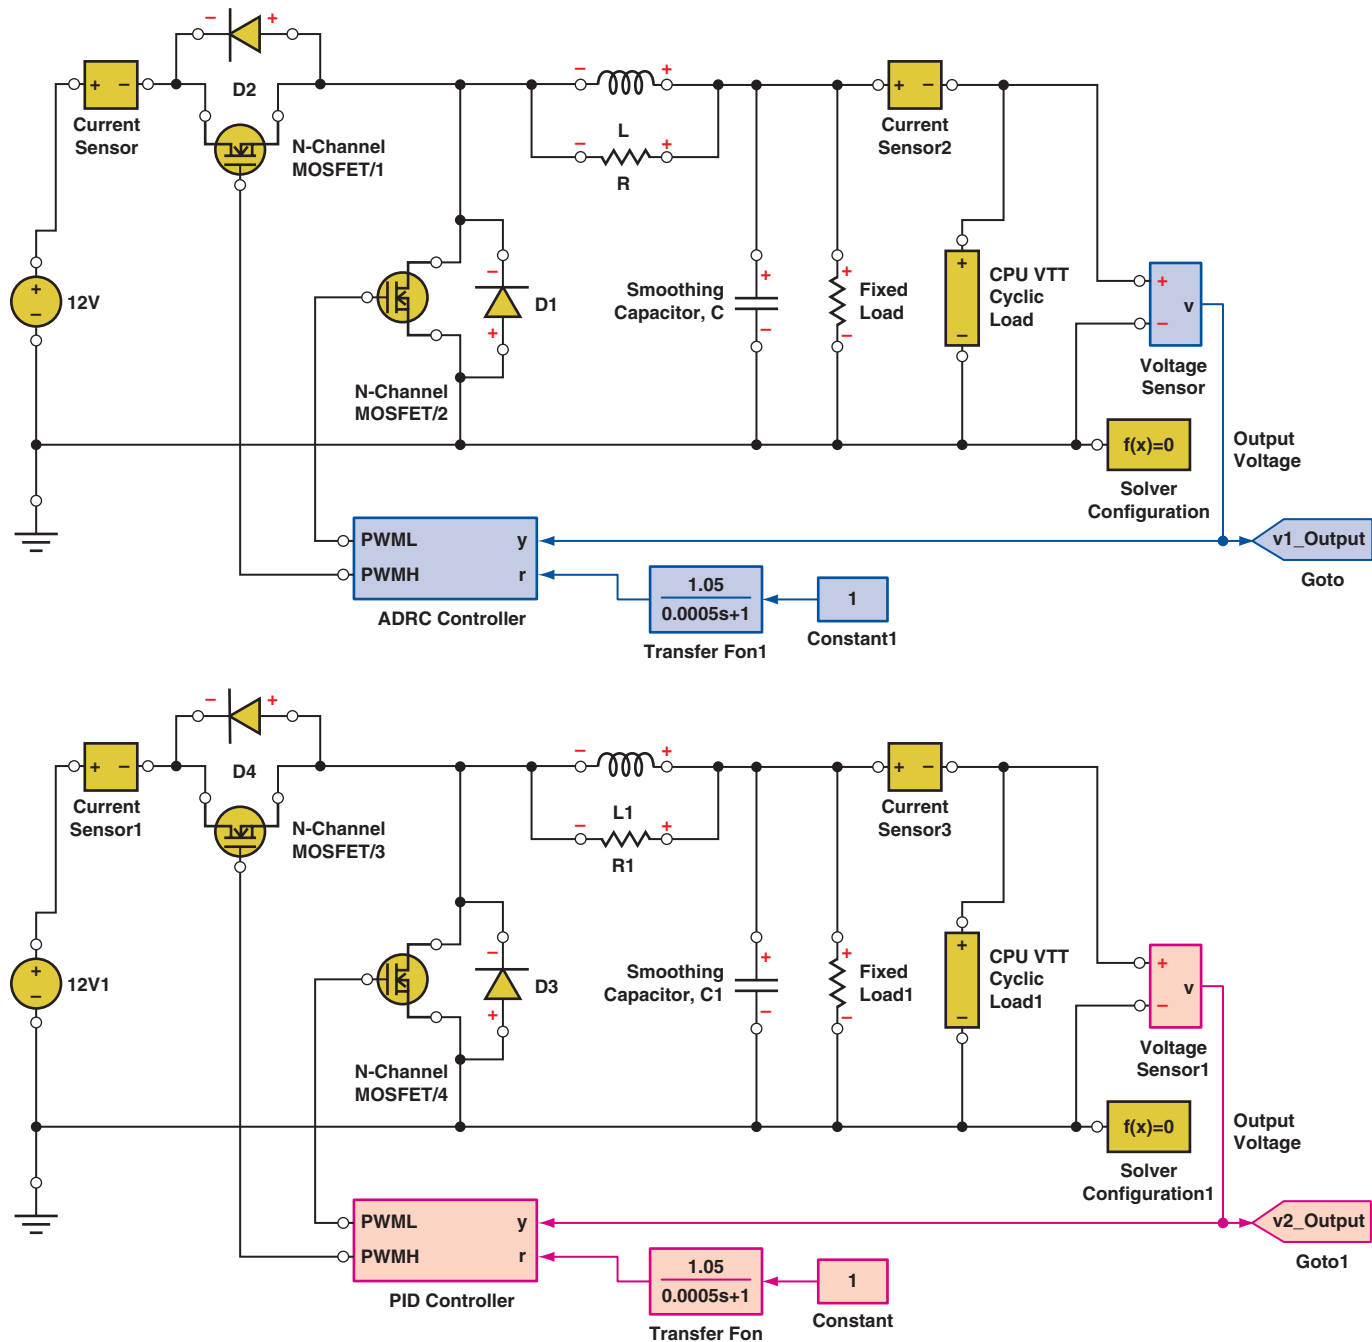 − +
D2
+ −
Current
Sensor
N-Channel
MOSFET/1
− +
L
− +
R
+ −
Current
Sensor2
+
−
12V
−
+
D1
N-Channel
MOSFET/2
Smoothing
Capacitor, C
+
−
Fixed
Load
+
−
+
−
CPU VTT
Cyclic
Load
+
−
v
Voltage
Sensor
f(x)=0
Solver
Configuration
Output
Voltage
PWML y
PWMH r
ADRC Controller
1.05
0.0005s+1
Transfer Fon1
1
Constant1
v1_Output
Goto
− +
D4
+ −
Current
Sensor1
N-Channel
MOSFET/3
− +
L1
− +
R1
+ −
Current
Sensor3
+
−
12V1
−
+
D3
N-Channel
MOSFET/4
Smoothing
Capacitor, C1
+
−
Fixed
Load1
+
−
+
−
CPU VTT
Cyclic
Load1
+
−
v
Voltage
Sensor1
f(x)=0
Solver
Configuration1
Output
Voltage
PWML y
PWMH r
PID Controller
1.05
0.0005s+1
Transfer Fon
1
Constant
v2_Output
Goto1